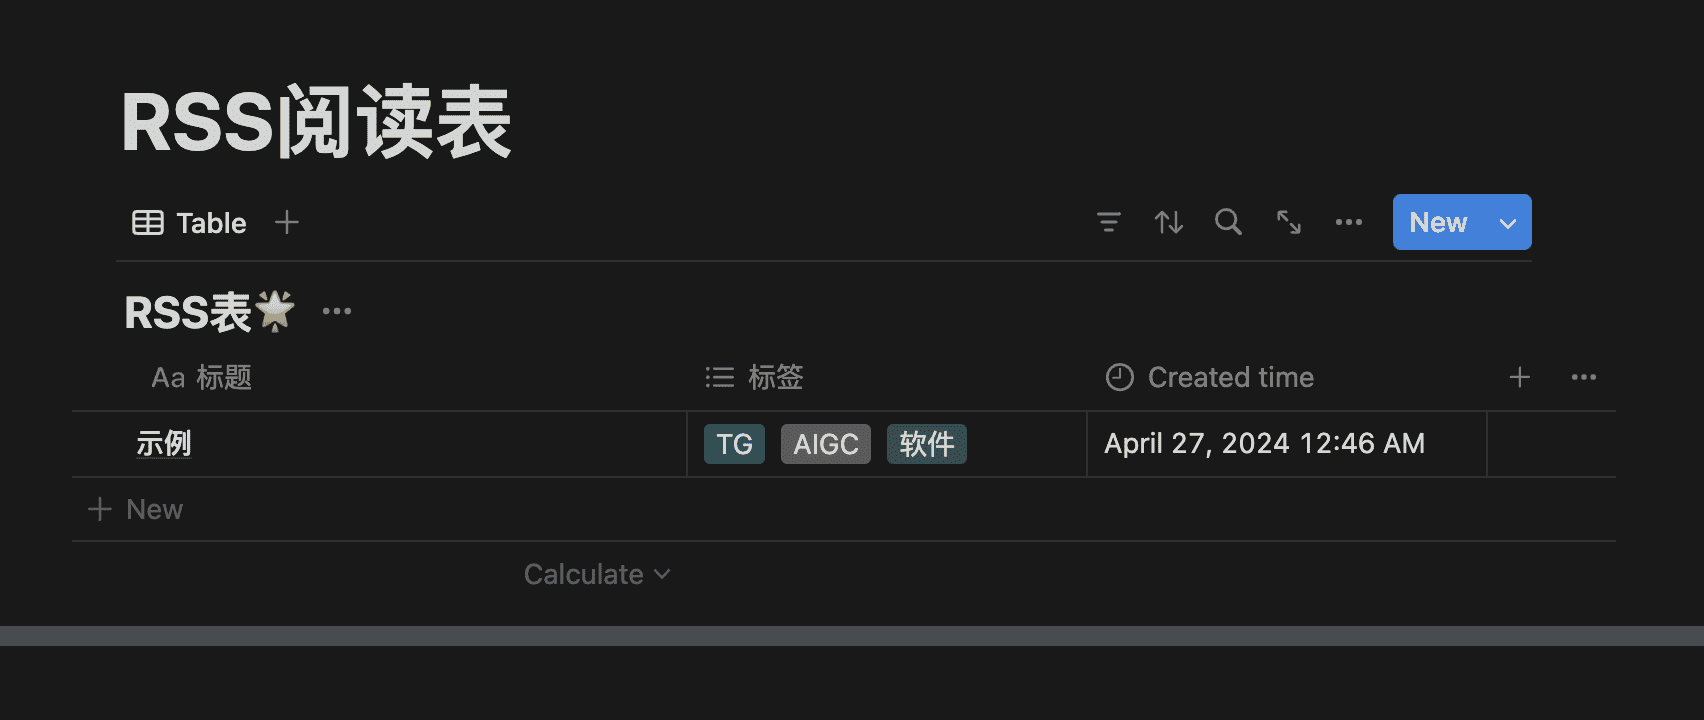 RSS阅读表
Table
New
RSS表🌟
Aa 标题 标签 Created time
示例 TG AIGC 软件 April 27, 2024 12:46 AM
New
Calculate